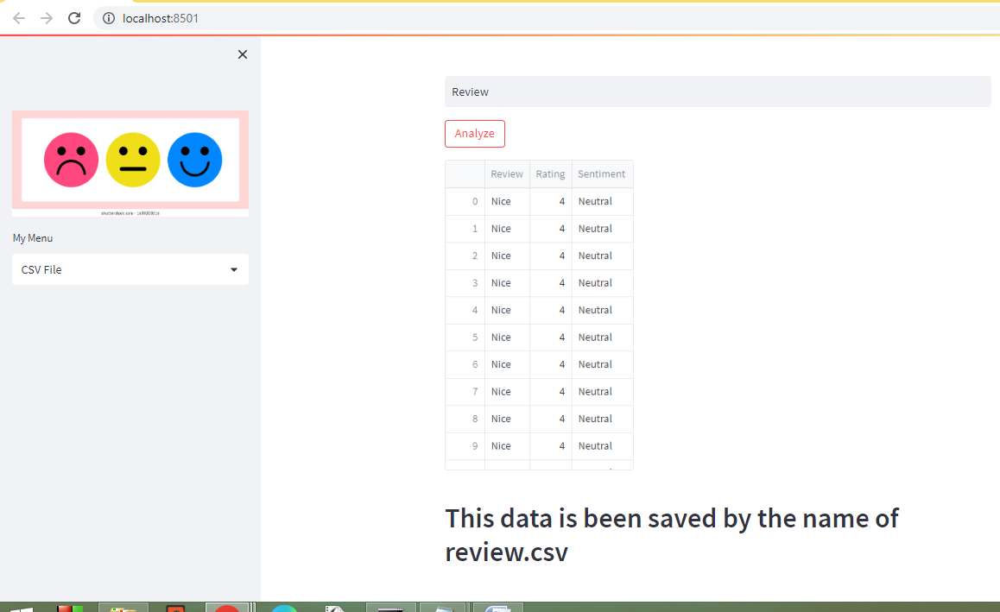 localhost:8501
shutterstock.com · 1639003016
My Menu
CSV File
Review
Analyze
Review Rating Sentiment
0 Nice 4 Neutral
1 Nice 4 Neutral
2 Nice 4 Neutral
3 Nice 4 Neutral
4 Nice 4 Neutral
5 Nice 4 Neutral
6 Nice 4 Neutral
7 Nice 4 Neutral
8 Nice 4 Neutral
9 Nice 4 Neutral
This data is been saved by the name of
review.csv